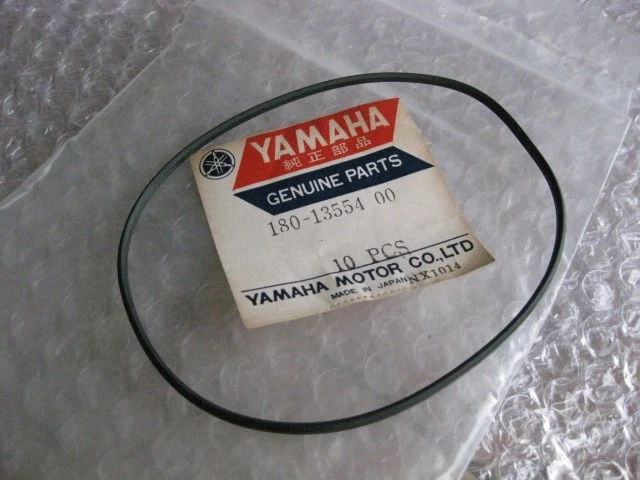 YAMAHA
純正部品
GENUINE PARTS
180-13554 00
10 PCS
YAMAHA MOTOR CO.,LTD
MADE IN JAPAN NX1014